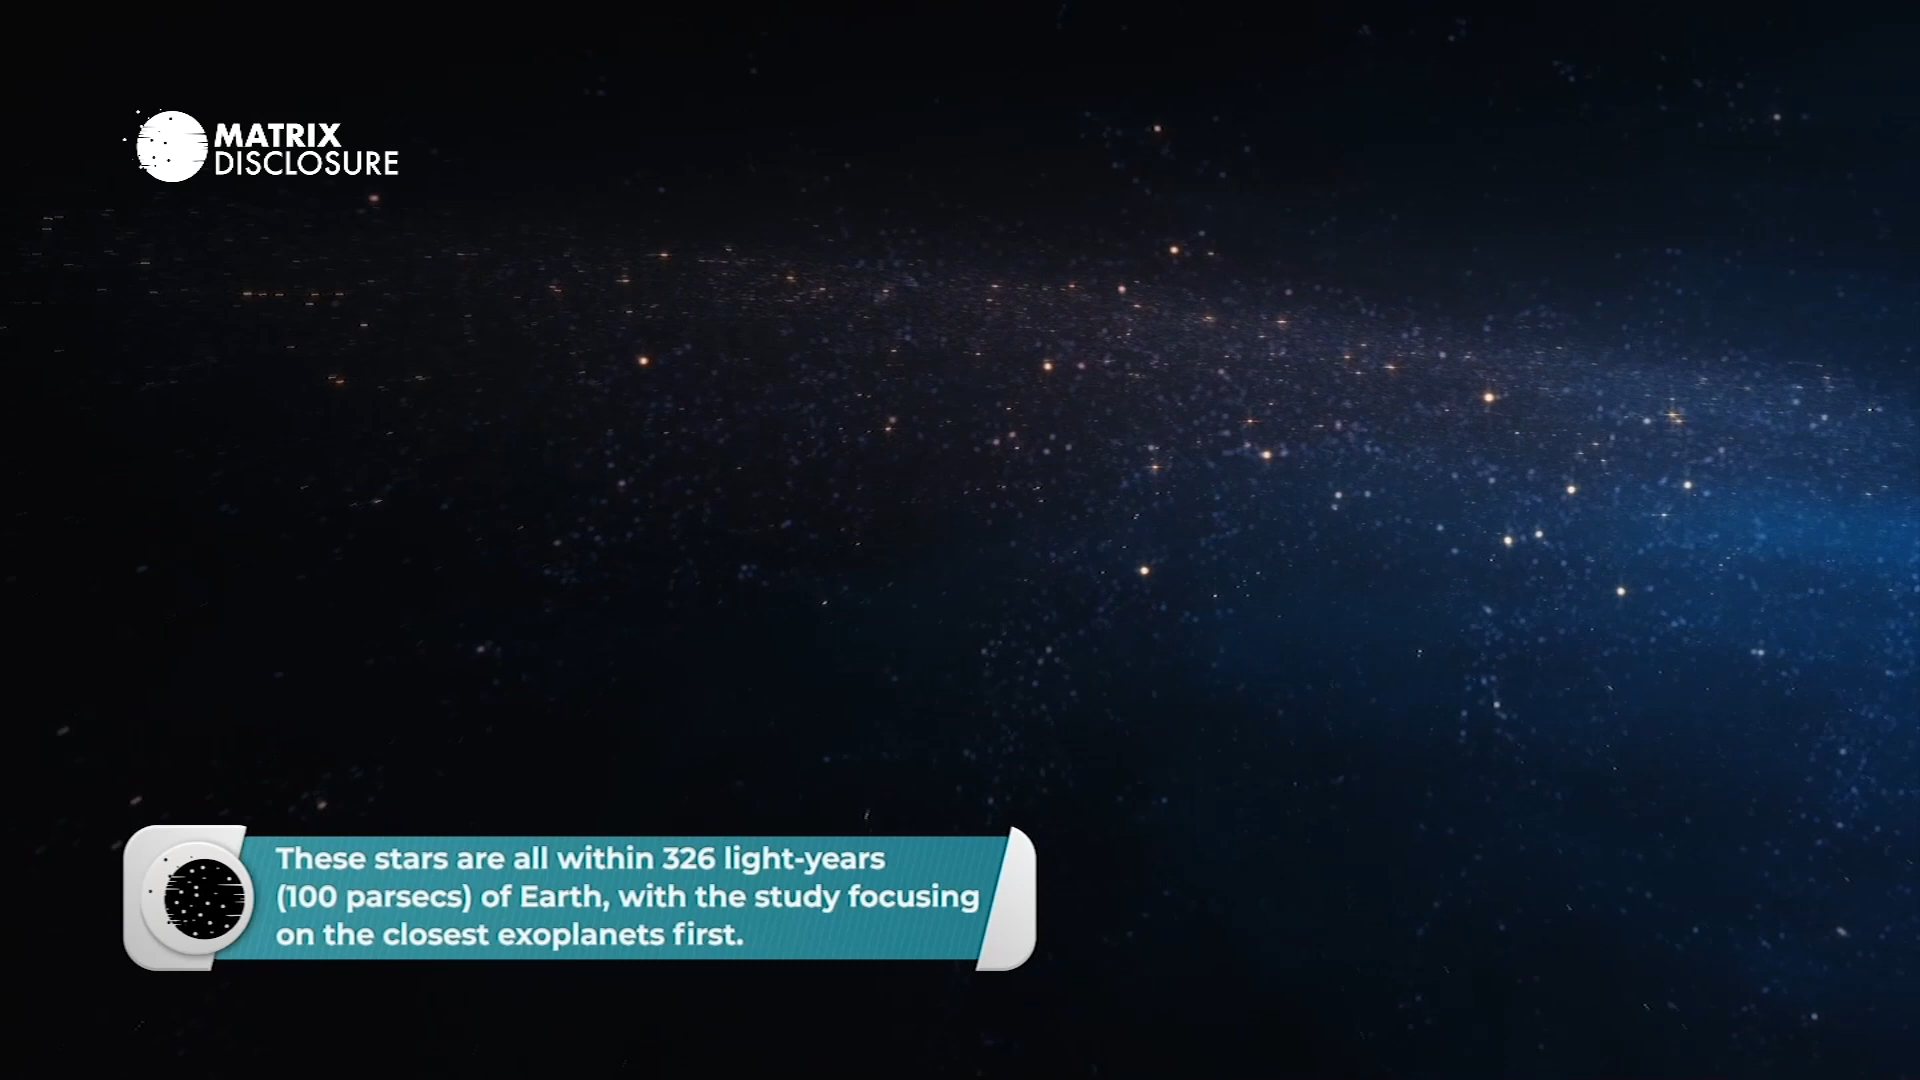 MATRIX
DISCLOSURE
These stars are all within 326 light-years
(100 parsecs) of Earth, with the study focusing
on the closest exoplanets first.